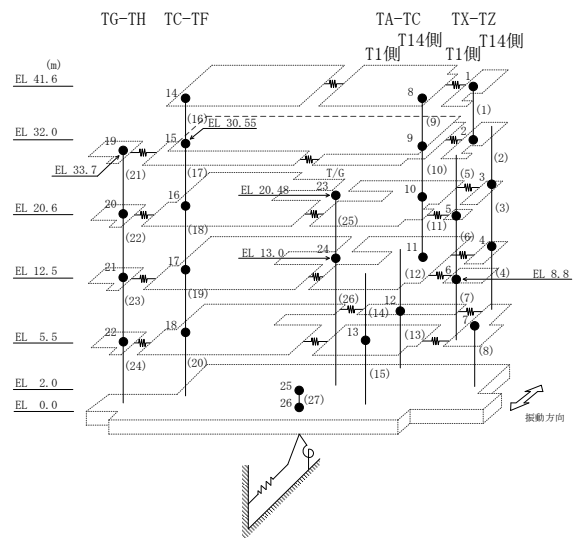 TG-TH TC-TF TA-TC TX-TZ
T14側 T14側
T1側 T1側
(m)
EL 41.6
14 8 1
(16) (9) (1)
EL 32.0
19 15 EL 30.55 9 2
EL 33.7 (21) (17) (10) (2)
T/G
EL 20.48 23 (5) 3
EL 20.6
20 16 10 (3)
(22) (18) (25) (11) 5
EL 13.0 24 11 (6) 4
EL 12.5
21 17 (12) 6 (4) EL 8.8
(23) (19) (26) 12 (7)
(14)
EL 5.5
22 18 13 (13) 7
(24) (20) (15) (8)
EL 2.0
25
EL 0.0
26 (27)
振動方向